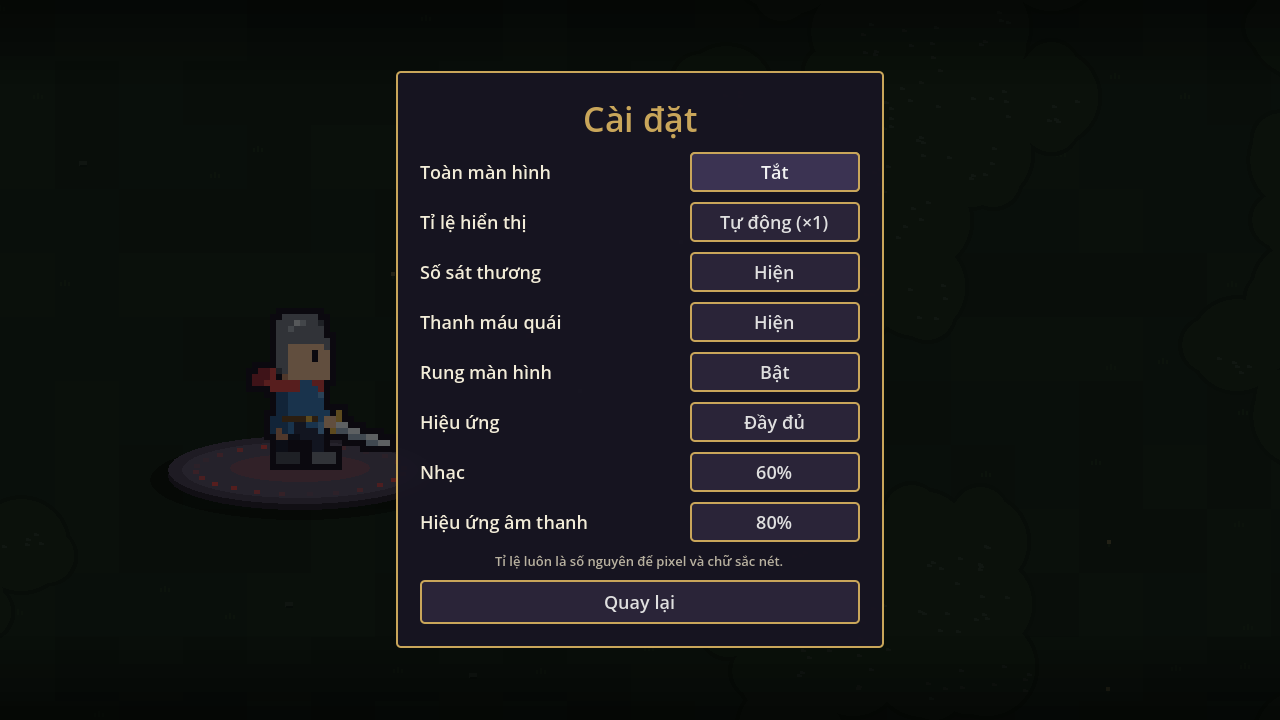 Cài đặt
Toàn màn hình Tắt
Tỉ lệ hiển thị Tự động (×1)
Số sát thương Hiện
Thanh máu quái Hiện
Rung màn hình Bật
Hiệu ứng Đầy đủ
Nhạc 60%
Hiệu ứng âm thanh 80%
Tỉ lệ luôn là số nguyên để pixel và chữ sắc nét.
Quay lại